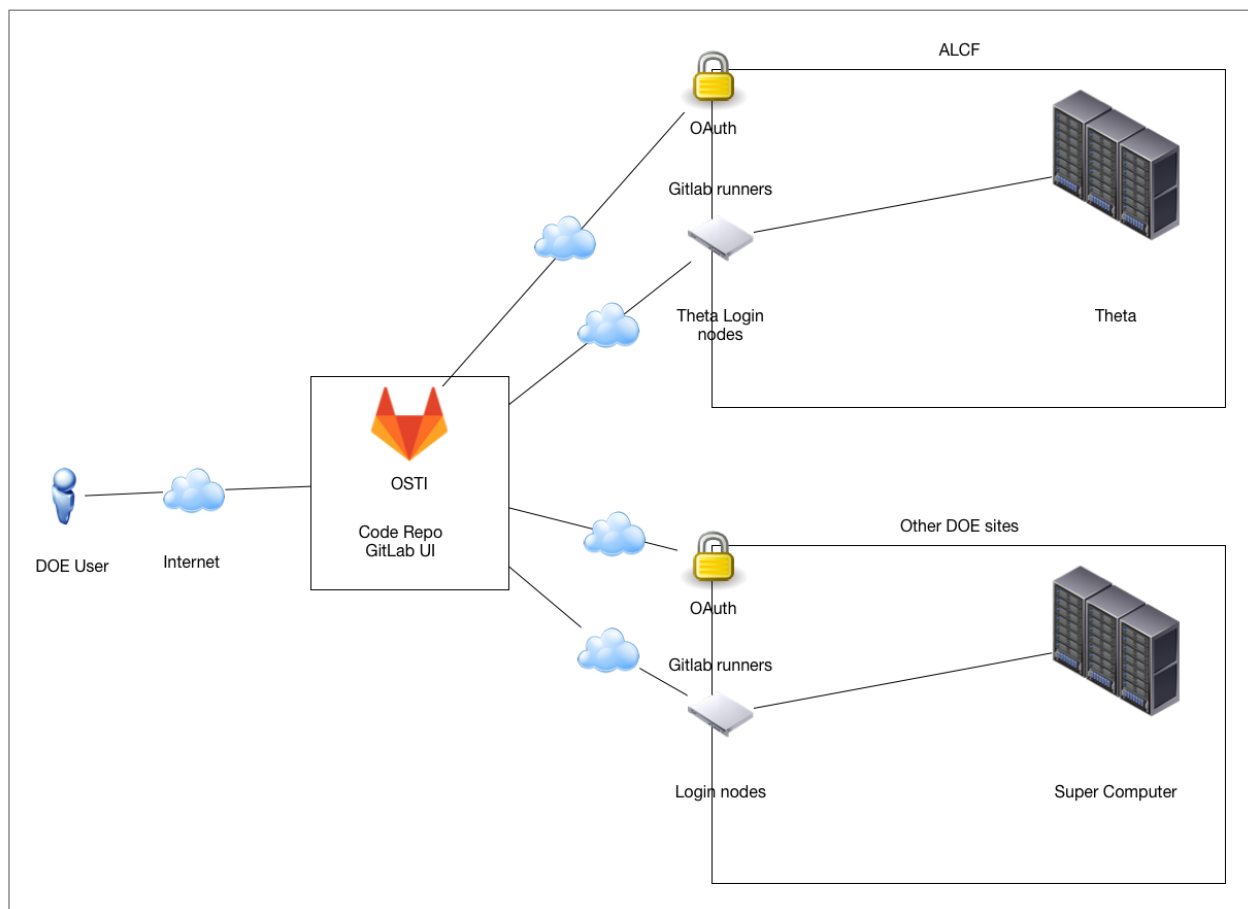 ALCF
OAuth
Gitlab runners
Theta Login
nodes
Theta
OSTI
Code Repo
GitLab UI
DOE User
Internet
Other DOE sites
OAuth
Gitlab runners
Login nodes
Super Computer